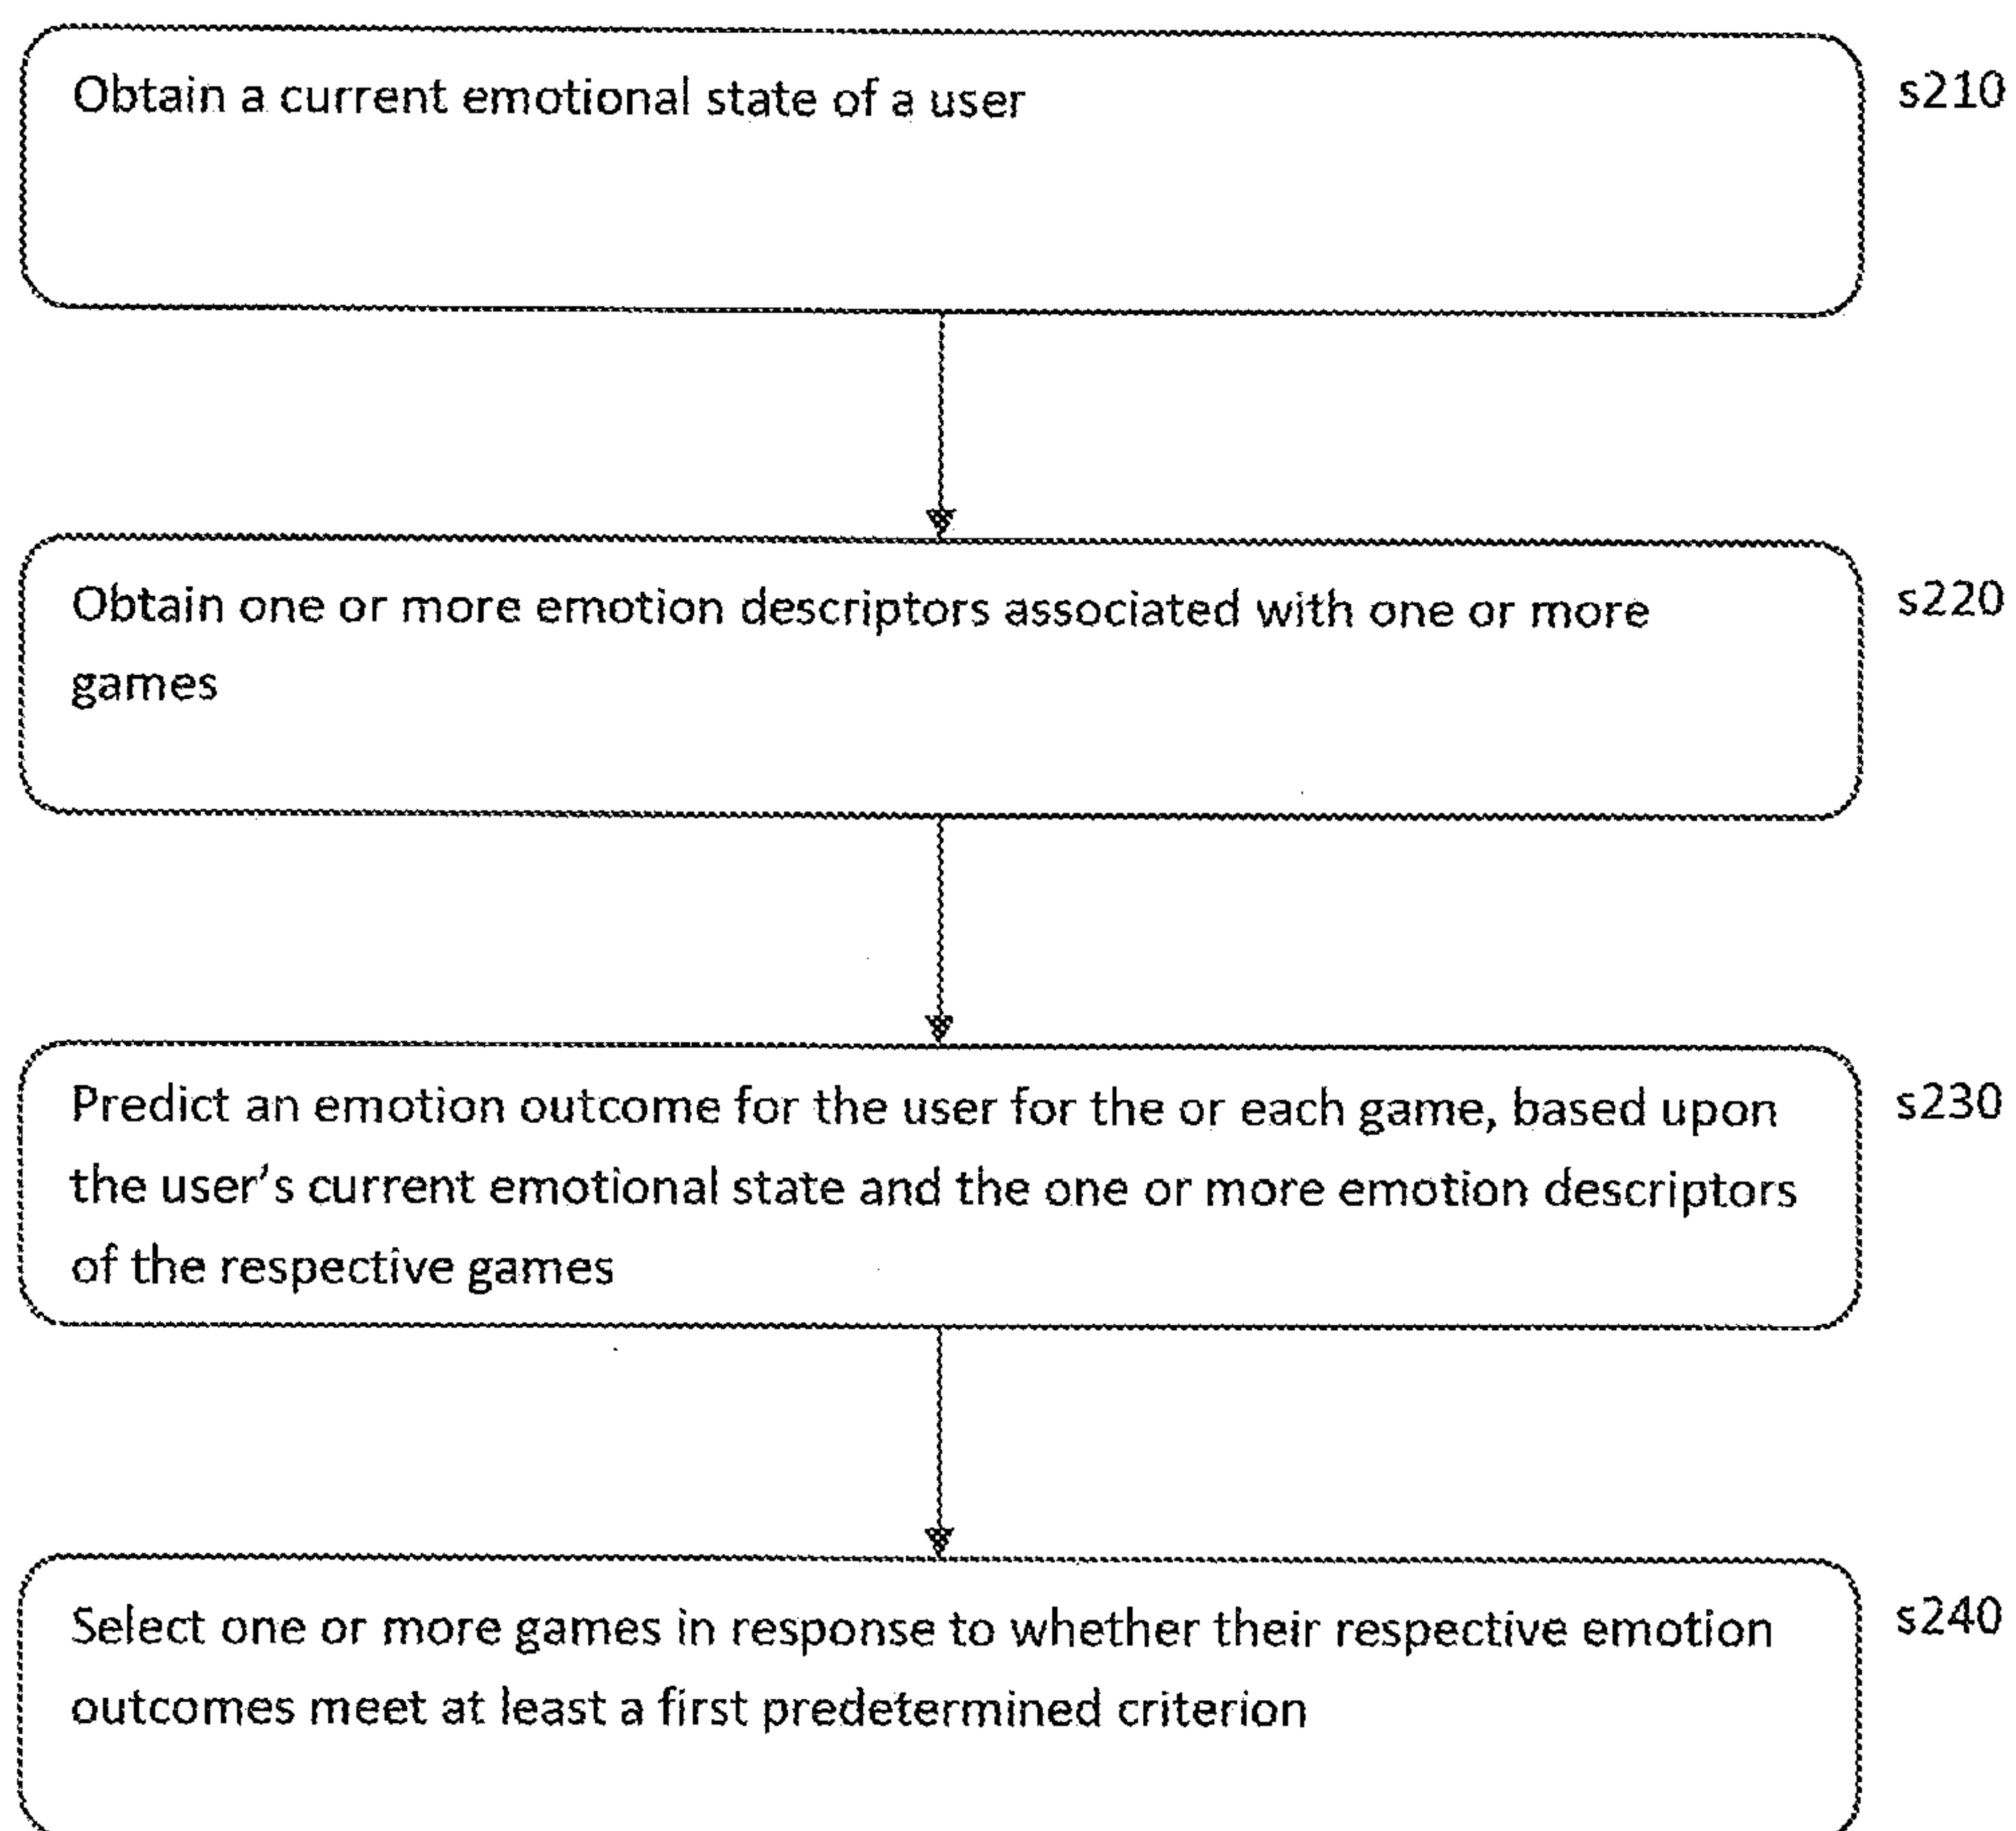 Obtain a current emotional state of a user
s210
Obtain one or more emotion descriptors associated with one or more
games
s220
Predict an emotion outcome for the user for the or each game, based upon
the user's current emotional state and the one or more emotion descriptors
of the respective games
s230
Select one or more games in response to whether their respective emotion
outcomes meet at least a first predetermined criterion
s240